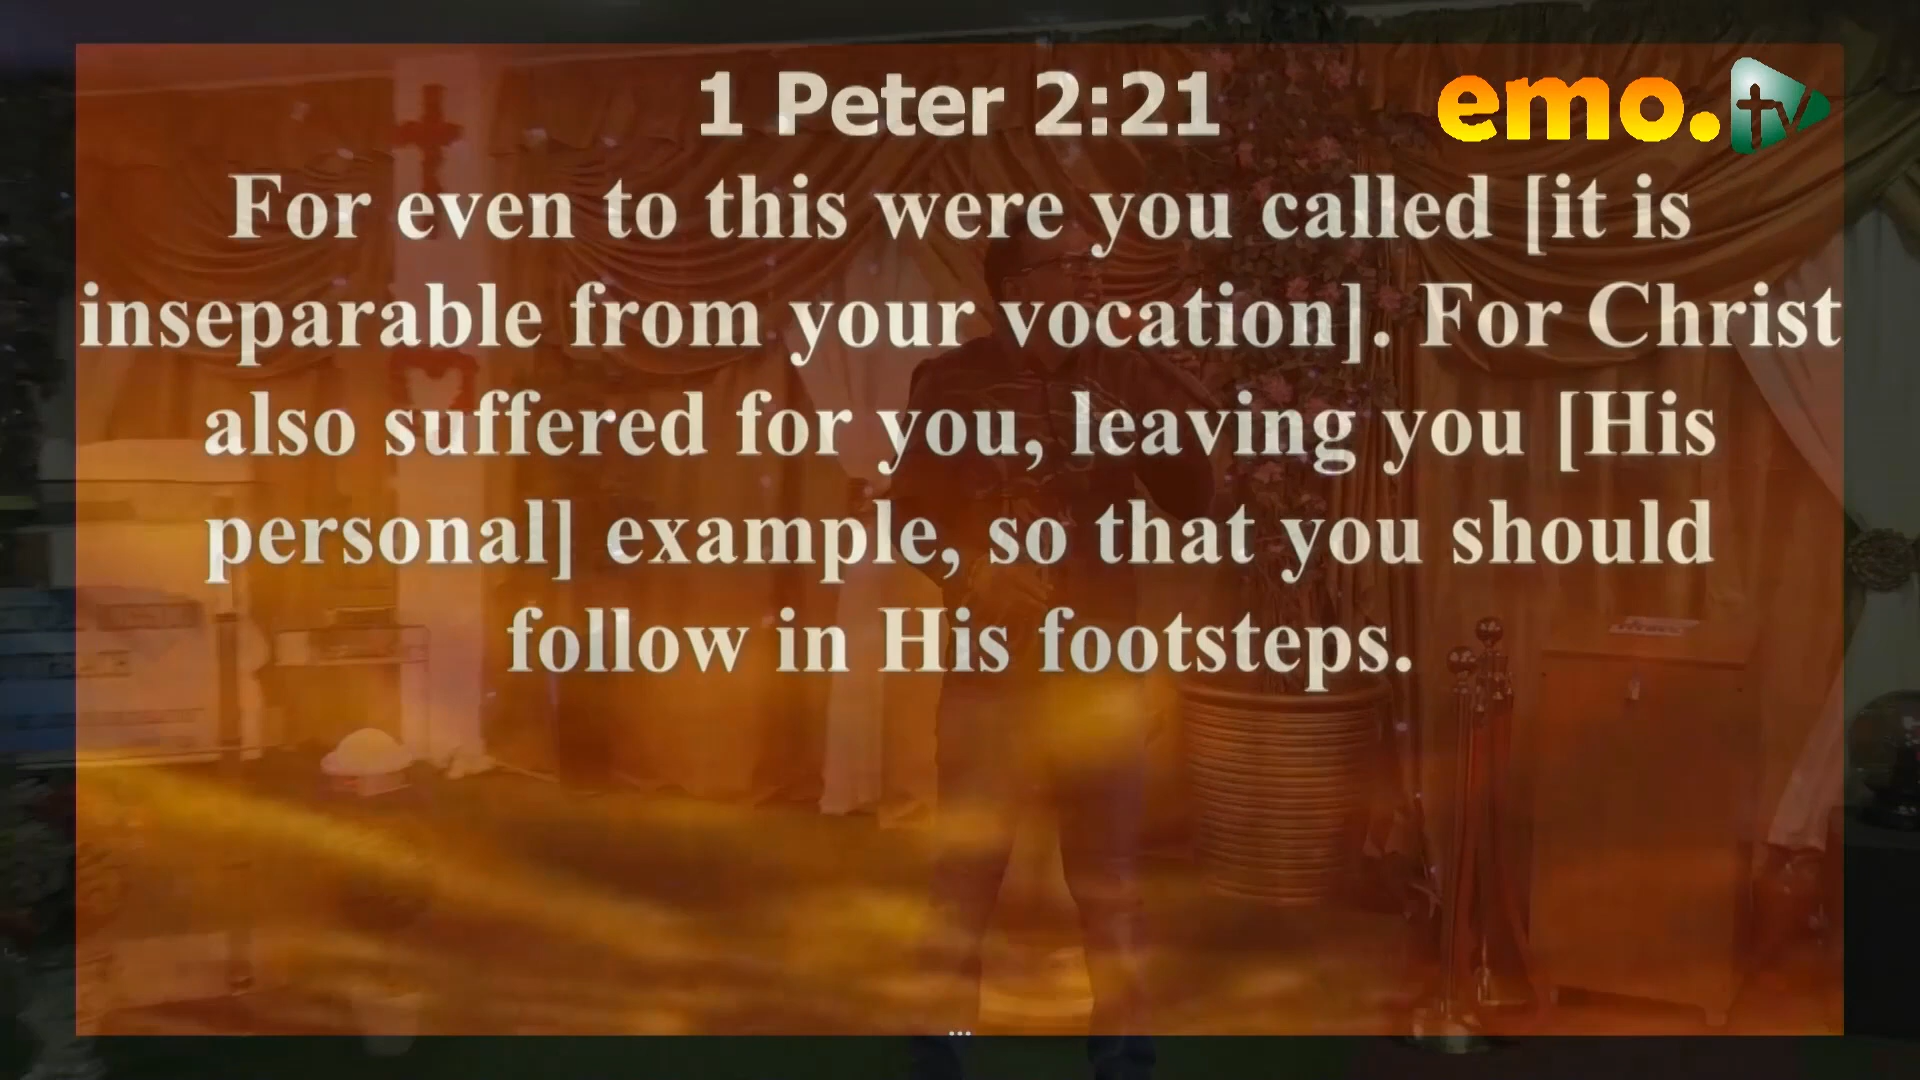 1 Peter 2:21
emo.tv
For even to this were you called [it is
inseparable from your vocation]. For Christ
also suffered for you, leaving you [His
personal] example, so that you should
follow in His footsteps.
...